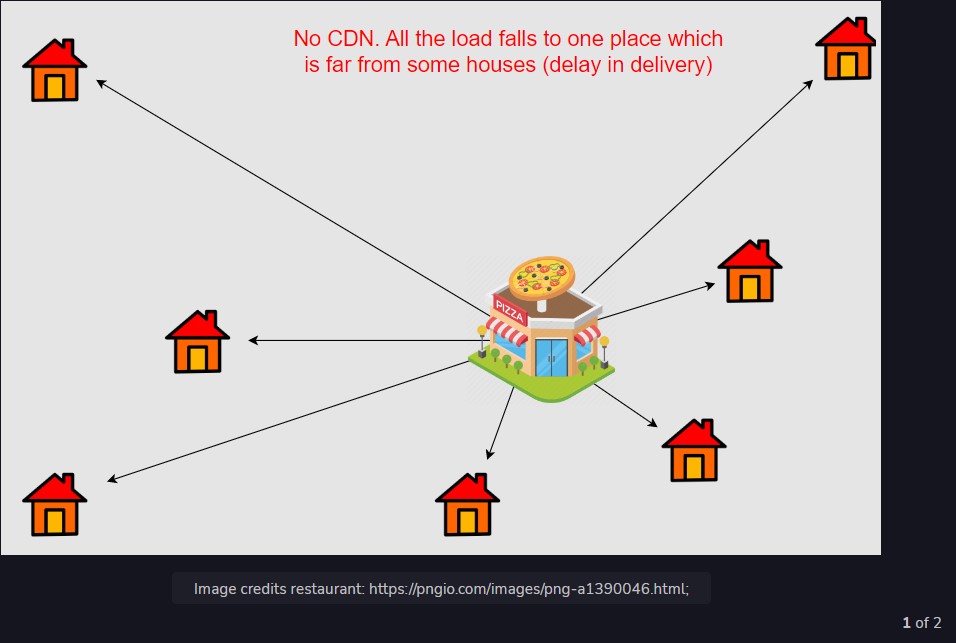 No CDN. All the load falls to one place which
is far from some houses (delay in delivery)
PIZZA
Image credits restaurant: https://pngio.com/images/png-a1390046.html;
1 of 2